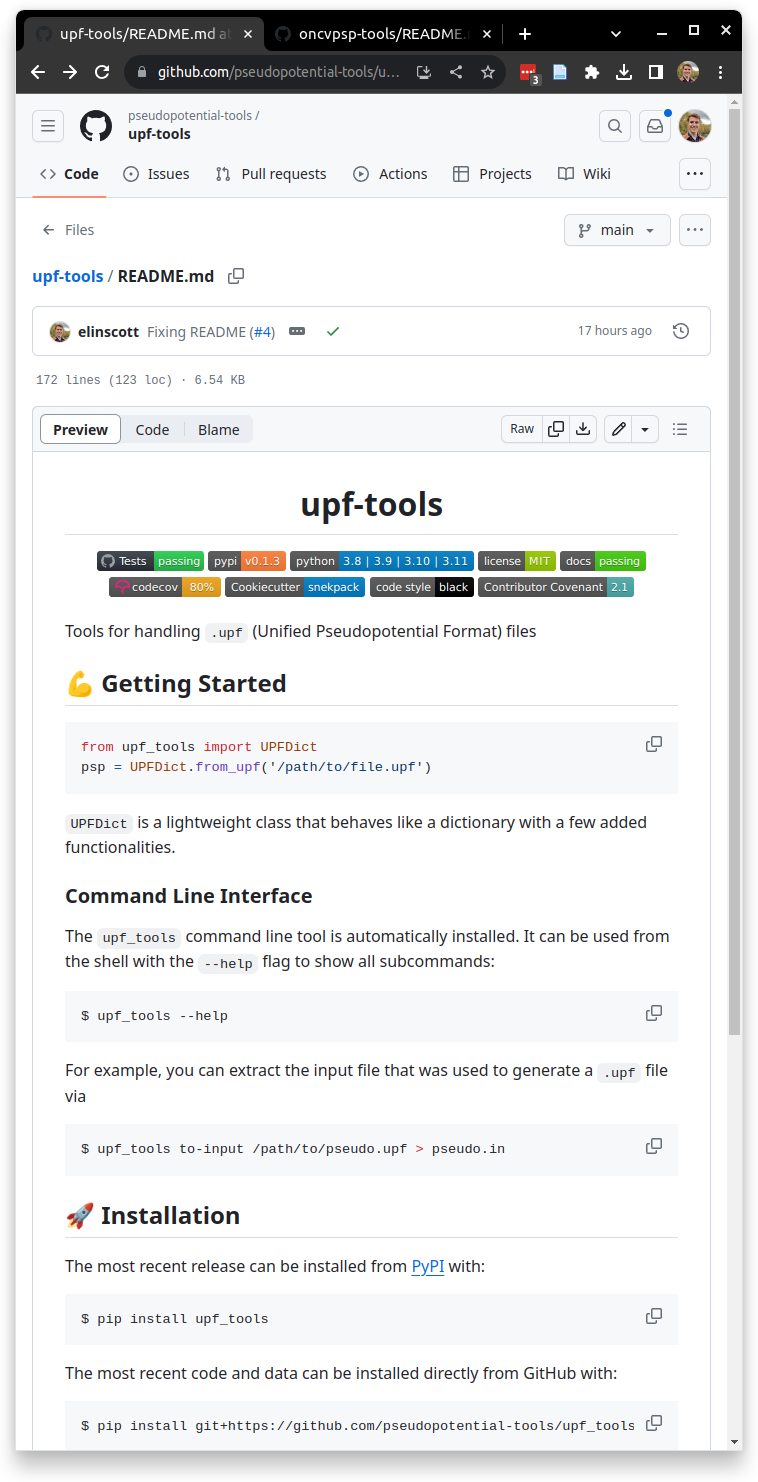 upf-tools/README.md at
oncvpsp-tools/README.
github.com/pseudopotential-tools/u...
3
pseudopotential-tools /
upf-tools
Code
Issues
Pull requests
Actions
Projects
Wiki
Files
main
upf-tools / README.md
elinscott Fixing README (#4)
17 hours ago
172 lines (123 loc) · 6.54 KB
Preview
Code
Blame
Raw
upf-tools
Tests passing pypi v0.1.3 python 3.8 | 3.9 | 3.10 | 3.11 license MIT docs passing
codecov 80% Cookiecutter snekpack code style black Contributor Covenant 2.1
Tools for handling .upf (Unified Pseudopotential Format) files
💪 Getting Started
from upf_tools import UPFDict
psp = UPFDict.from_upf('/path/to/file.upf')
UPFDict is a lightweight class that behaves like a dictionary with a few added
functionalities.
Command Line Interface
The upf_tools command line tool is automatically installed. It can be used from
the shell with the --help flag to show all subcommands:
$ upf_tools --help
For example, you can extract the input file that was used to generate a .upf file
via
$ upf_tools to-input /path/to/pseudo.upf > pseudo.in
🚀 Installation
The most recent release can be installed from PyPI with:
$ pip install upf_tools
The most recent code and data can be installed directly from GitHub with:
$ pip install git+https://github.com/pseudopotential-tools/upf_tools